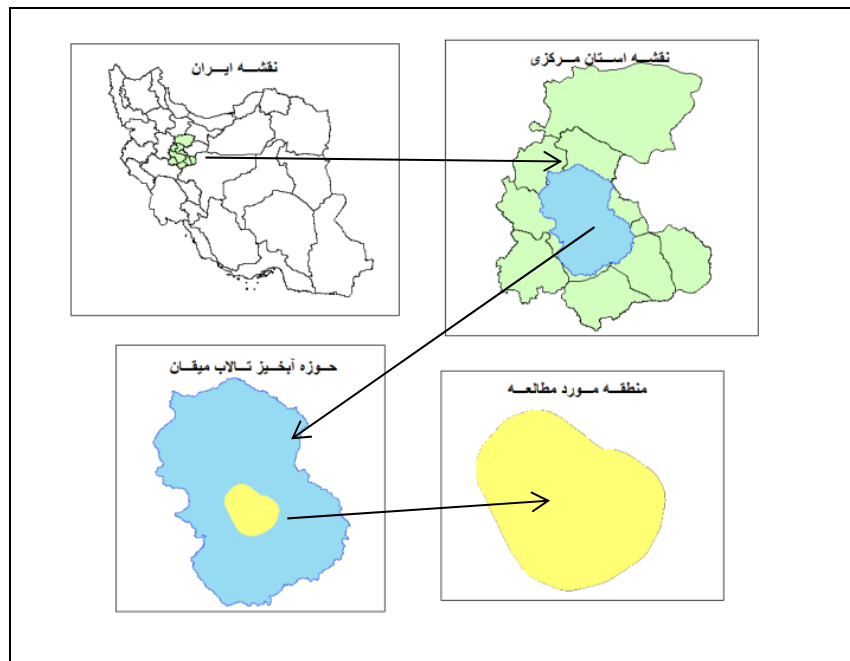 نقشه ایران
نقشه استان مرکزی
حوزه آبخیز تالاب میقان
منطقه مورد مطالعه